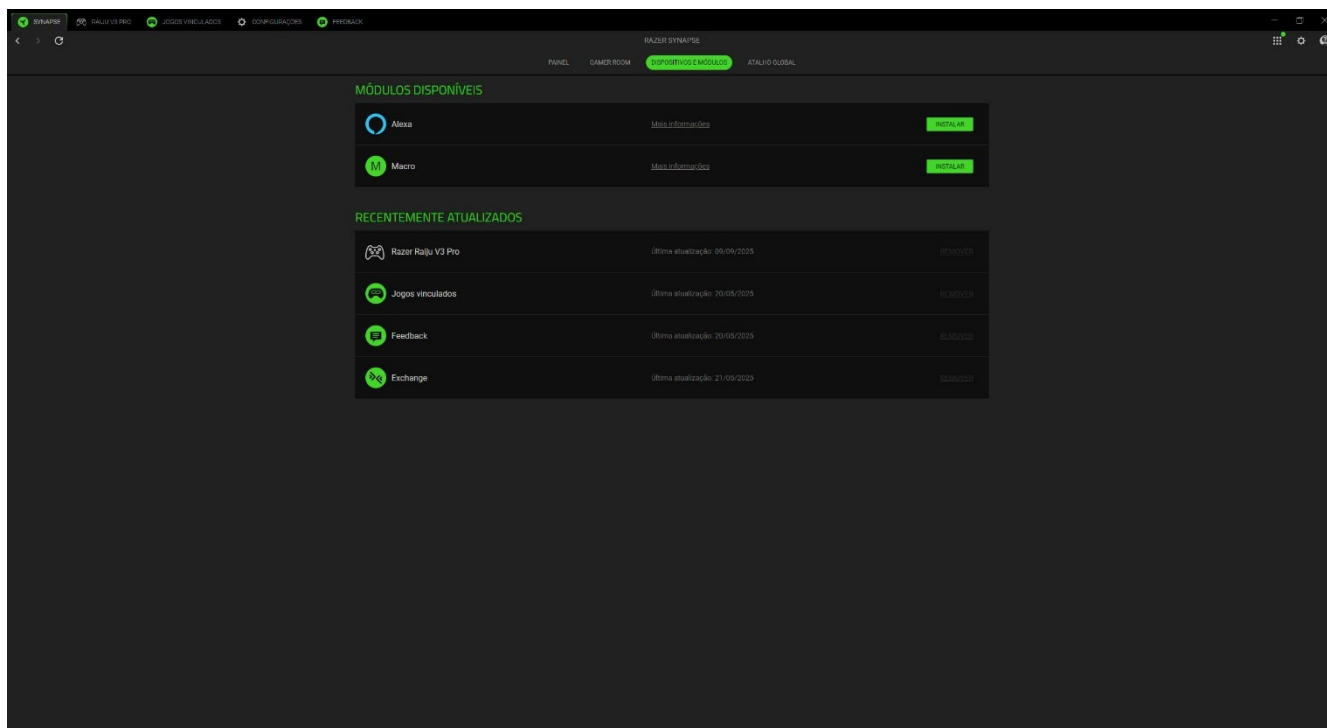 SYNAPSE RAIJU V3 PRO JOGOS VINCULADOS CONFIGURAÇÕES FEEDBACK
RAZER SYNAPSE
PAINEL GAMER ROOM DISPOSITIVOS E MÓDULOS ATALHO GLOBAL
MÓDULOS DISPONÍVEIS
Alexa Mais informações INSTALAR
M Macro Mais informações INSTALAR
RECENTEMENTE ATUALIZADOS
Razer Raiju V3 Pro Última atualização: 09/09/2025 REMOVER
Jogos vinculados Última atualização: 20/05/2025 REMOVER
Feedback Última atualização: 20/05/2025 REMOVER
Exchange Última atualização: 21/05/2025 REMOVER